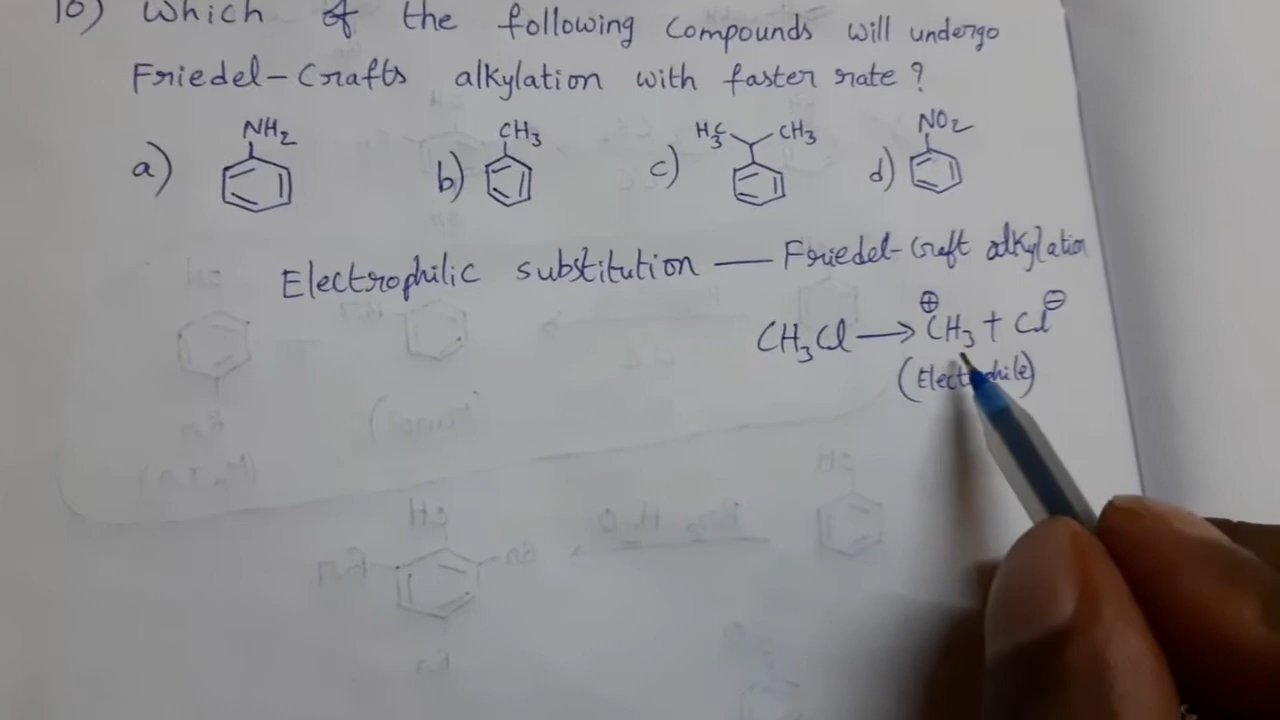 10) Which of the following compounds will undergo
Friedel-Crafts alkylation with faster rate ?
a) NH2
b) CH3
c) H3C CH3
d) NO2
Electrophilic substitution — Friedel-Craft alkylation
CH3Cl → ⊕CH3 + Cl⊖
(Electrophile)